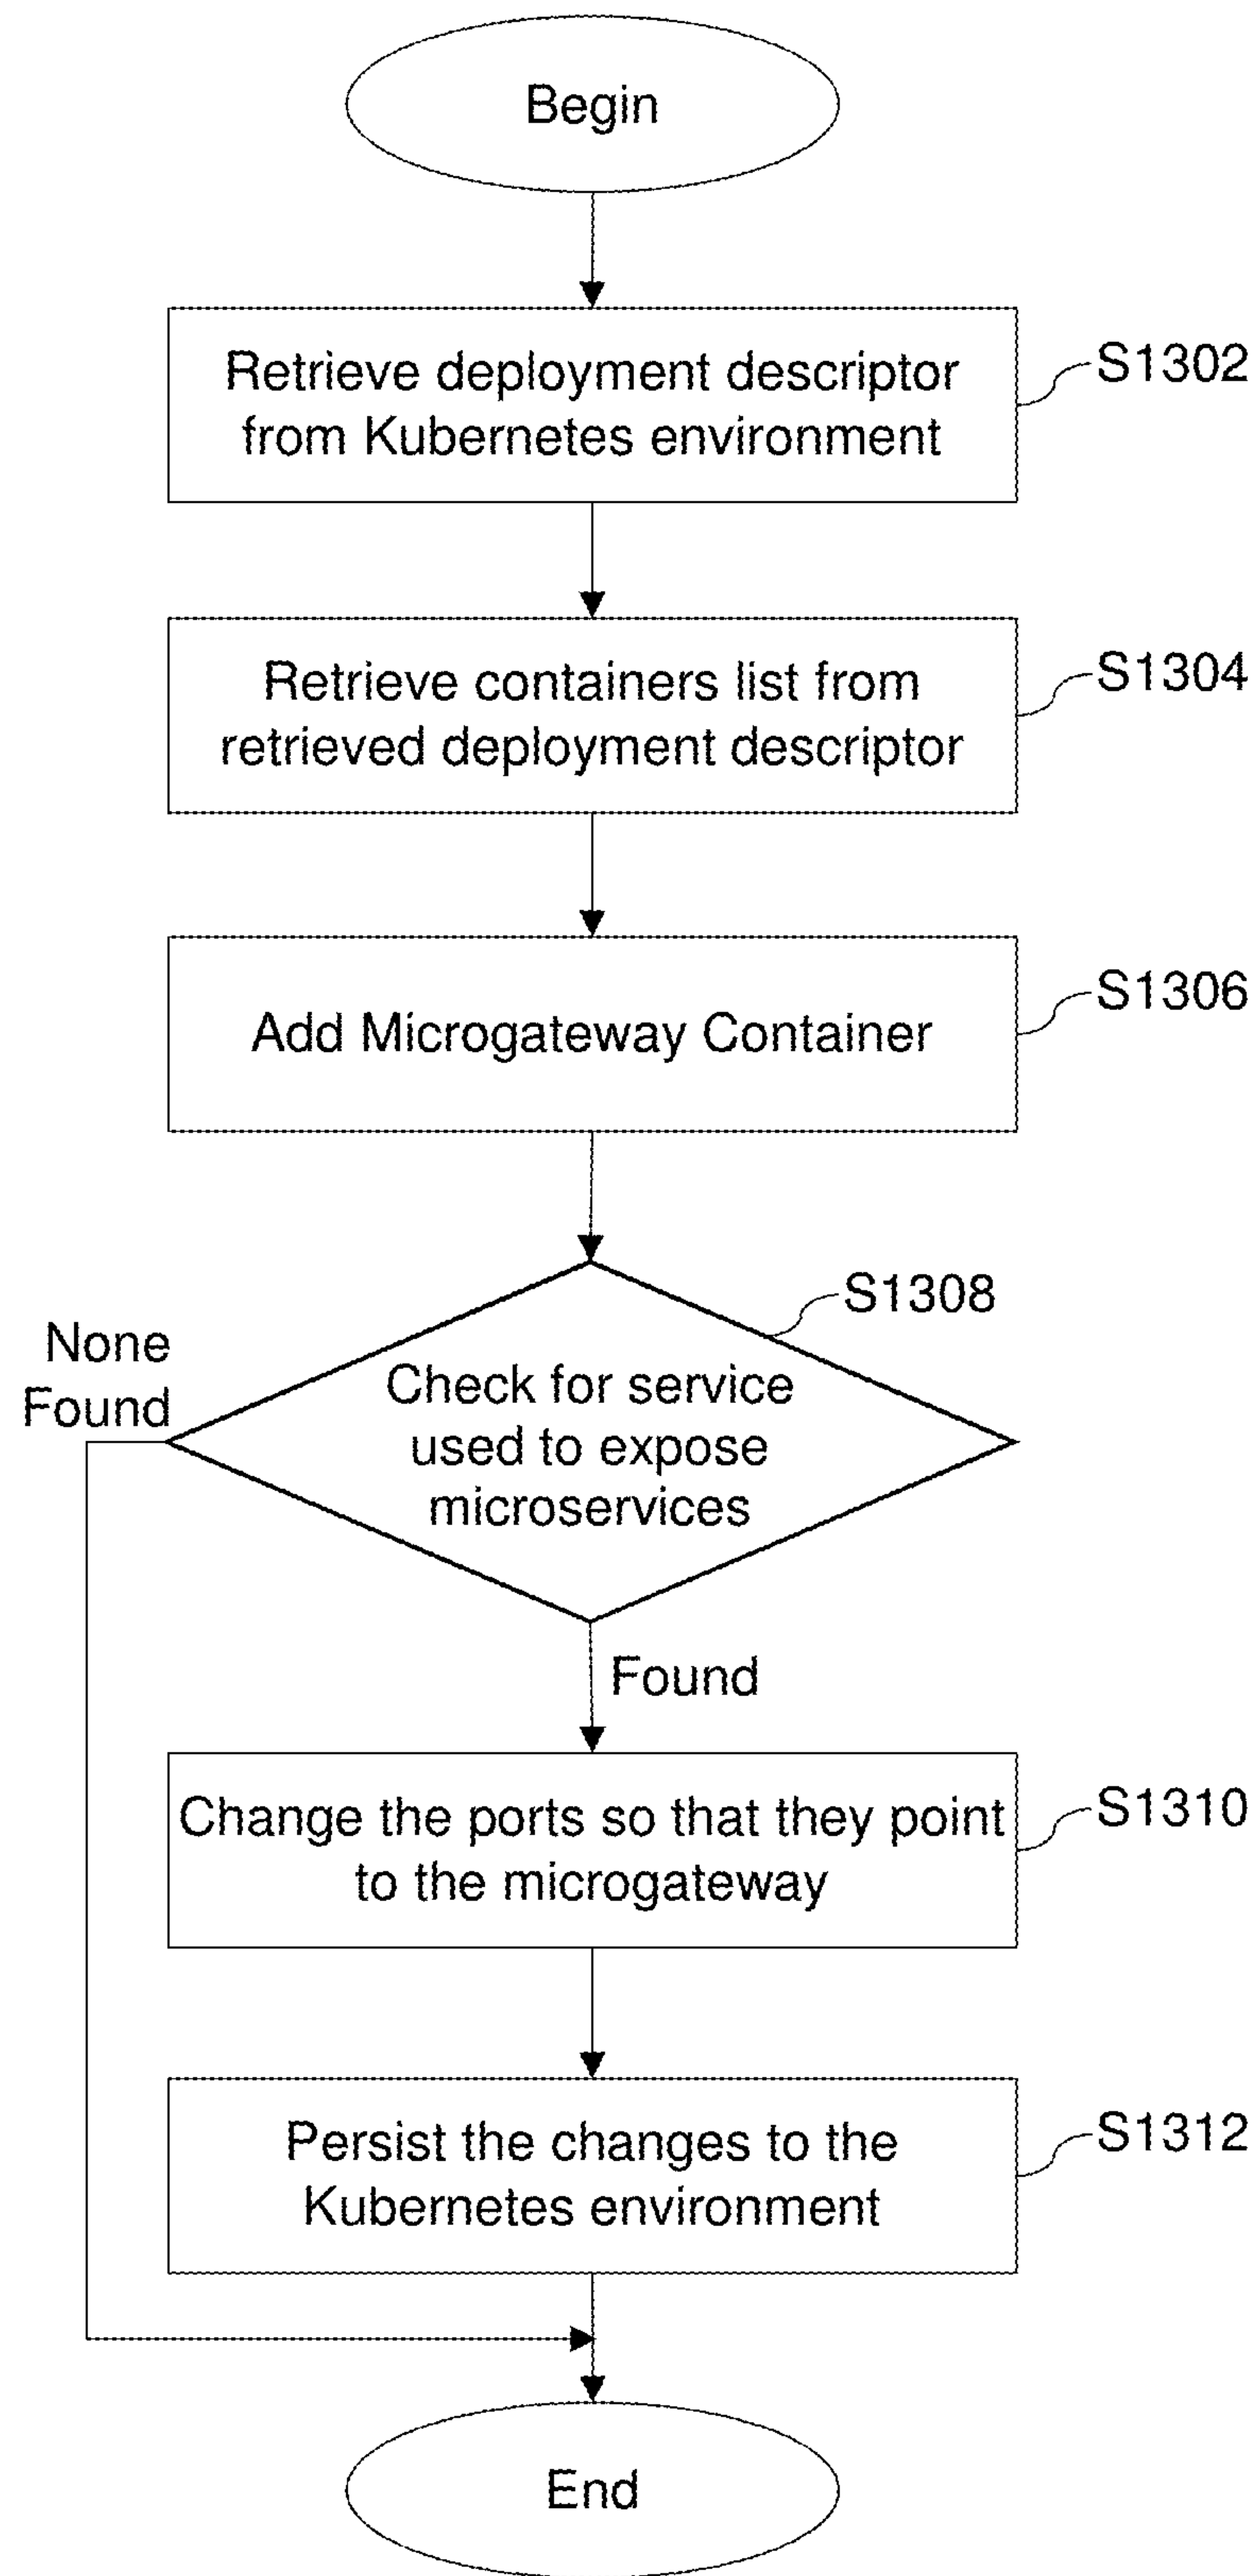 Begin
Retrieve deployment descriptor
from Kubernetes environment
S1302
Retrieve containers list from
retrieved deployment descriptor
S1304
Add Microgateway Container
S1306
S1308
Check for service
used to expose
microservices
None
Found
Found
Change the ports so that they point
to the microgateway
S1310
Persist the changes to the
Kubernetes environment
S1312
End